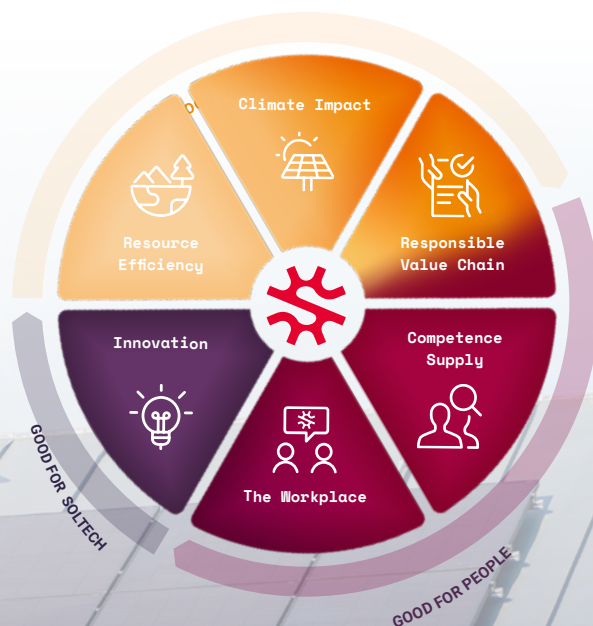 Climate Impact
Resource
Efficiency
Responsible
Value Chain
Innovation
Competence
Supply
The Workplace
GOOD FOR SOLTECH
GOOD FOR PEOPLE